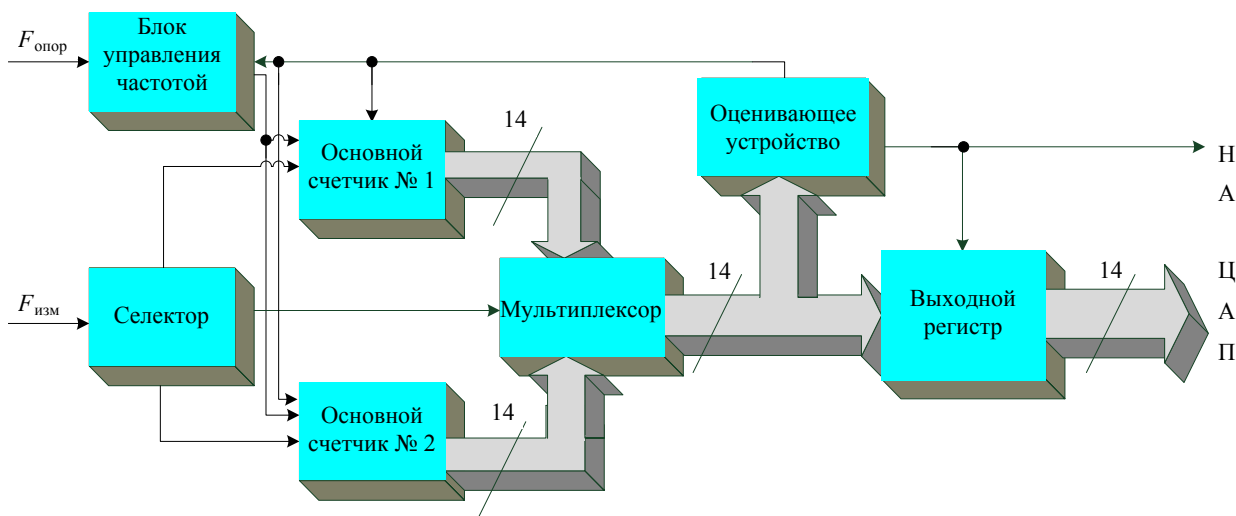 Блок
управления
частотой
F опор
Оценивающее
устройство
14
Основной
счетчик № 1
Н
А
Ц
А
П
14
14
Выходной
регистр
F изм
Селектор
Мультиплексор
14
Основной
счетчик № 2